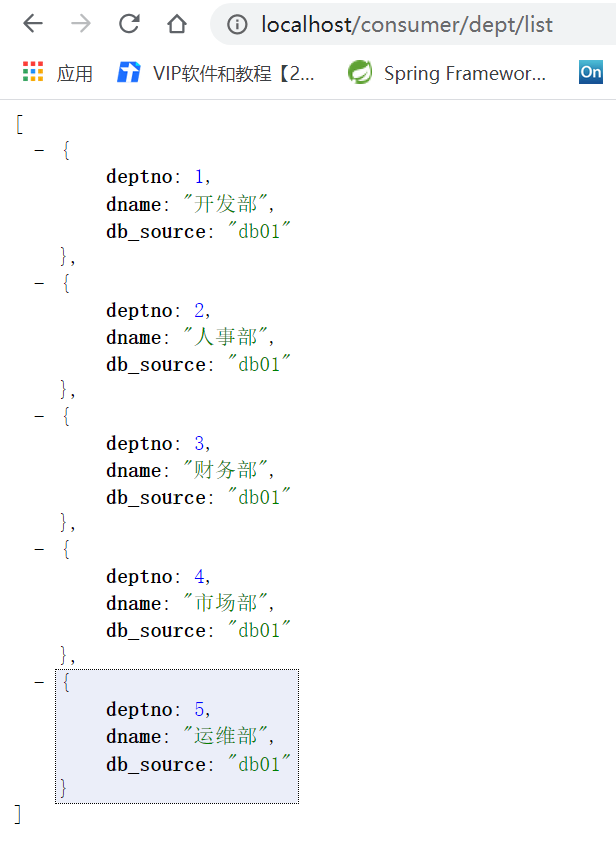 localhost/consumer/dept/list
应用 VIP软件和教程【2... Spring Framewor... On
[
- {
deptno: 1,
dname: "开发部",
db_source: "db01"
},
- {
deptno: 2,
dname: "人事部",
db_source: "db01"
},
- {
deptno: 3,
dname: "财务部",
db_source: "db01"
},
- {
deptno: 4,
dname: "市场部",
db_source: "db01"
},
- {
deptno: 5,
dname: "运维部",
db_source: "db01"
}
]